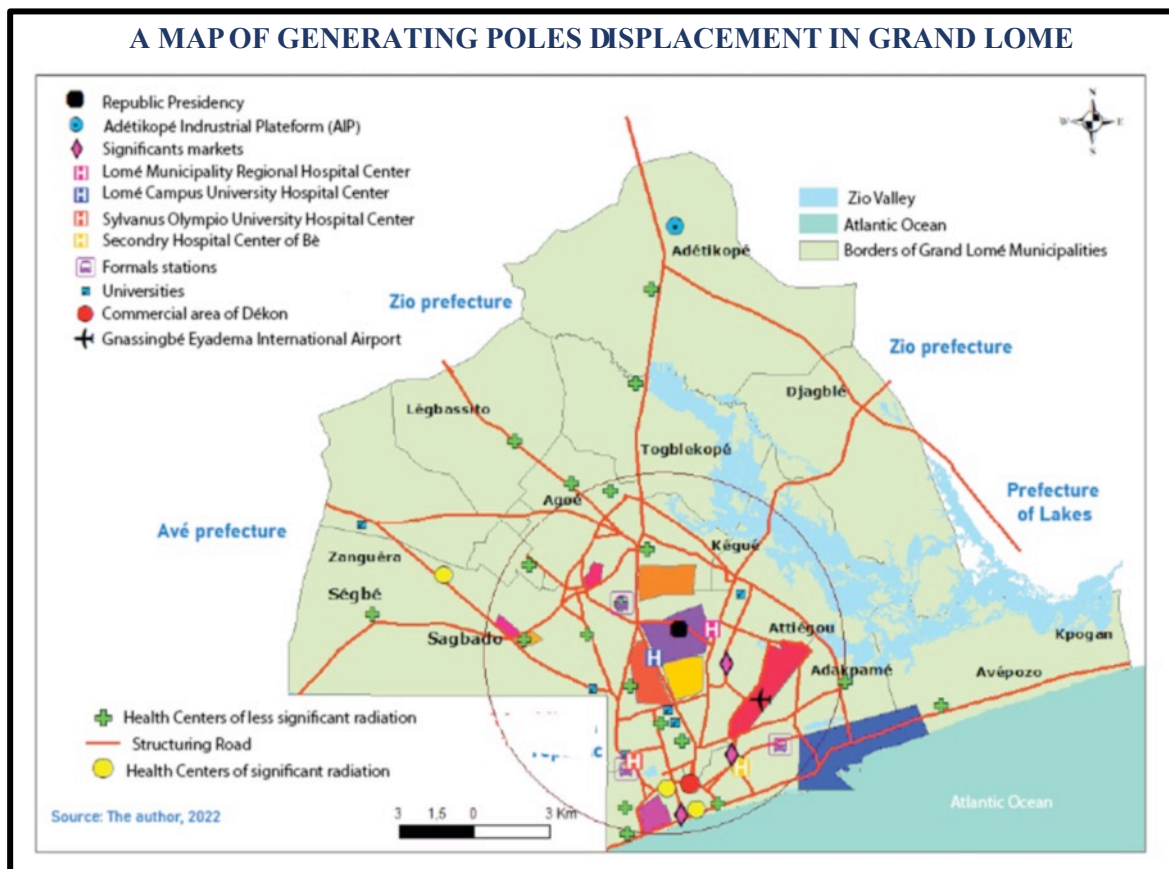 A MAP OF GENERATING POLES DISPLACEMENT IN GRAND LOME
Republic Presidency
Adétikopé Indrustrial Plateform (AIP)
Significants markets
H Lomé Municipality Regional Hospital Center
H Lomé Campus University Hospital Center
H Sylvanus Olympio University Hospital Center
H Secondry Hospital Center of Bè
Formals stations
Universities
Commercial area of Dékon
Gnassingbé Eyadema International Airport
N
W E
S
Zio Valley
Atlantic Ocean
Borders of Grand Lomé Municipalities
Adétikopé
Zio prefecture
Zio prefecture
Djagblé
Légbassito
Togblekopé
Prefecture
of Lakes
Agoé
Avé prefecture
Kégué
Zanguéra
Ségbé
H
Attiégou
Sagbado
Kpogan
H
Adakpamé
Avépozo
H
H
Health Centers of less significant radiation
Structuring Road
Health Centers of significant radiation
Atlantic Ocean
Source: The author, 2022
3 1,5 0 3 Km